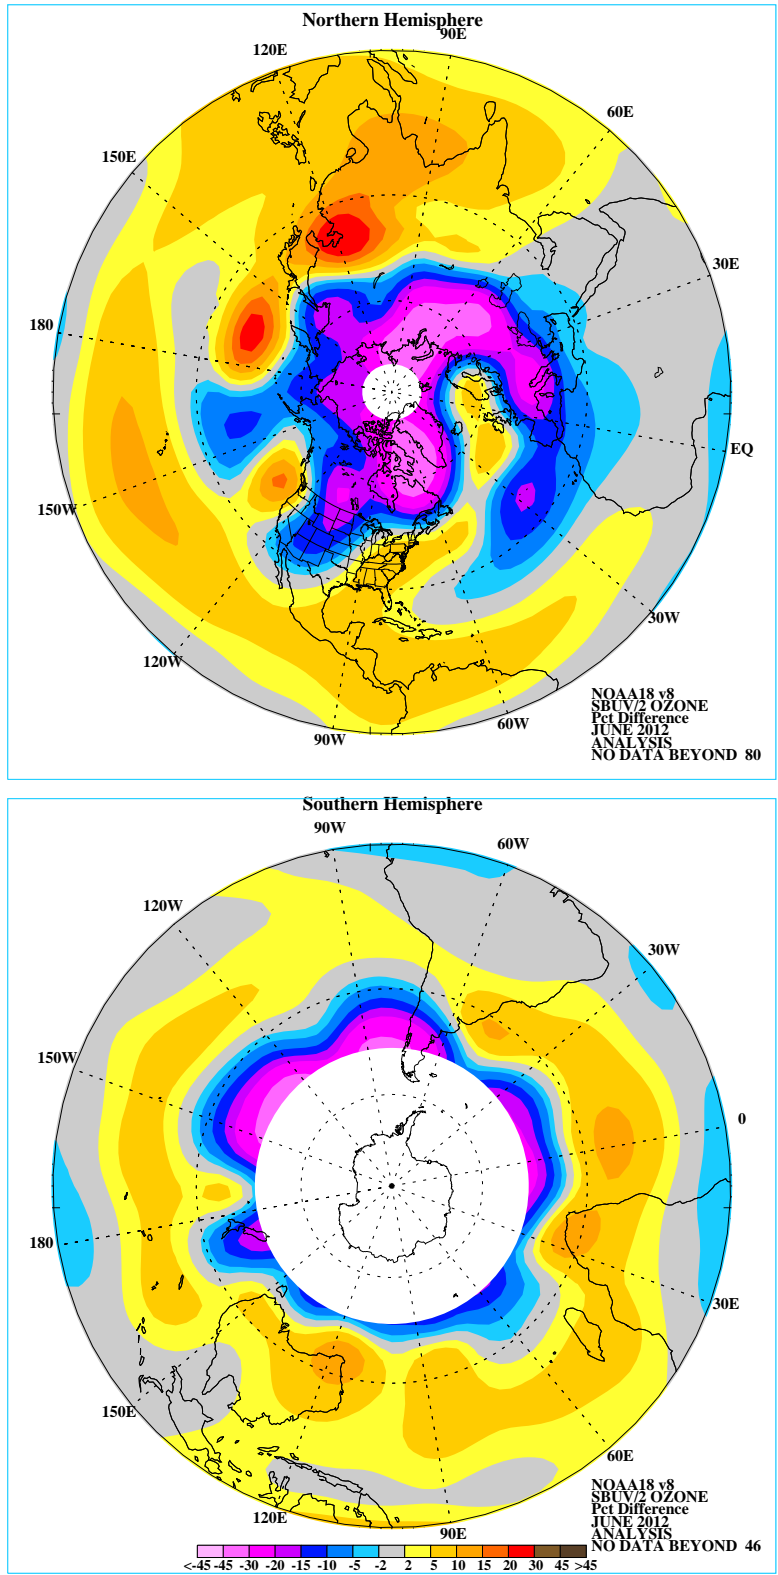 Northern Hemisphere
90E
120E
60E
150E
30E
180
EQ
150W
30W
120W
60W
90W
NOAA18 v8
SBUV/2 OZONE
Pct Difference
JUNE 2012
ANALYSIS
NO DATA BEYOND 80
Southern Hemisphere
90W
60W
120W
30W
150W
0
180
30E
150E
60E
120E
90E
NOAA18 v8
SBUV/2 OZONE
Pct Difference
JUNE 2012
ANALYSIS
NO DATA BEYOND 46
<-45 -45 -30 -20 -15 -10 -5 -2 2 5 10 15 20 30 45 >45